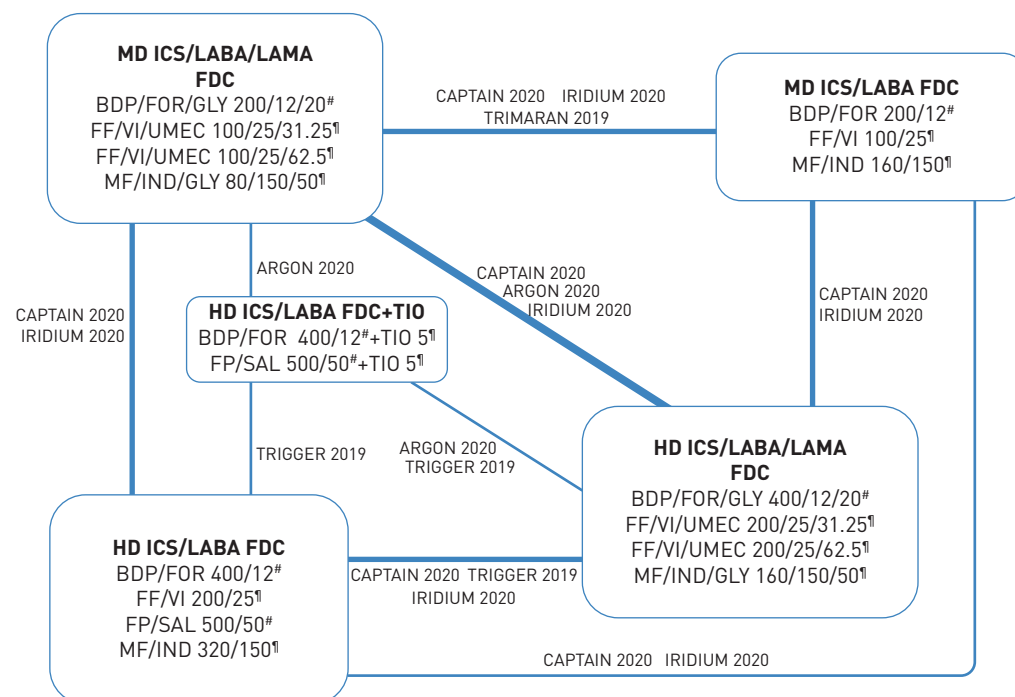 MD ICS/LABA/LAMA
FDC
BDP/FOR/GLY 200/12/20#
FF/VI/UMEC 100/25/31.25¶
FF/VI/UMEC 100/25/62.5¶
MF/IND/GLY 80/150/50¶
CAPTAIN 2020 IRIDIUM 2020
TRIMARAN 2019
MD ICS/LABA FDC
BDP/FOR 200/12#
FF/VI 100/25¶
MF/IND 160/150¶
CAPTAIN 2020
IRIDIUM 2020
ARGON 2020
HD ICS/LABA FDC+TIO
BDP/FOR 400/12#+TIO 5¶
FP/SAL 500/50#+TIO 5¶
CAPTAIN 2020
ARGON 2020
IRIDIUM 2020
CAPTAIN 2020
IRIDIUM 2020
TRIGGER 2019
ARGON 2020
TRIGGER 2019
HD ICS/LABA/LAMA
FDC
BDP/FOR/GLY 400/12/20#
FF/VI/UMEC 200/25/31.25¶
FF/VI/UMEC 200/25/62.5¶
MF/IND/GLY 160/150/50¶
HD ICS/LABA FDC
BDP/FOR 400/12#
FF/VI 200/25¶
FP/SAL 500/50#
MF/IND 320/150¶
CAPTAIN 2020 TRIGGER 2019
IRIDIUM 2020
CAPTAIN 2020 IRIDIUM 2020